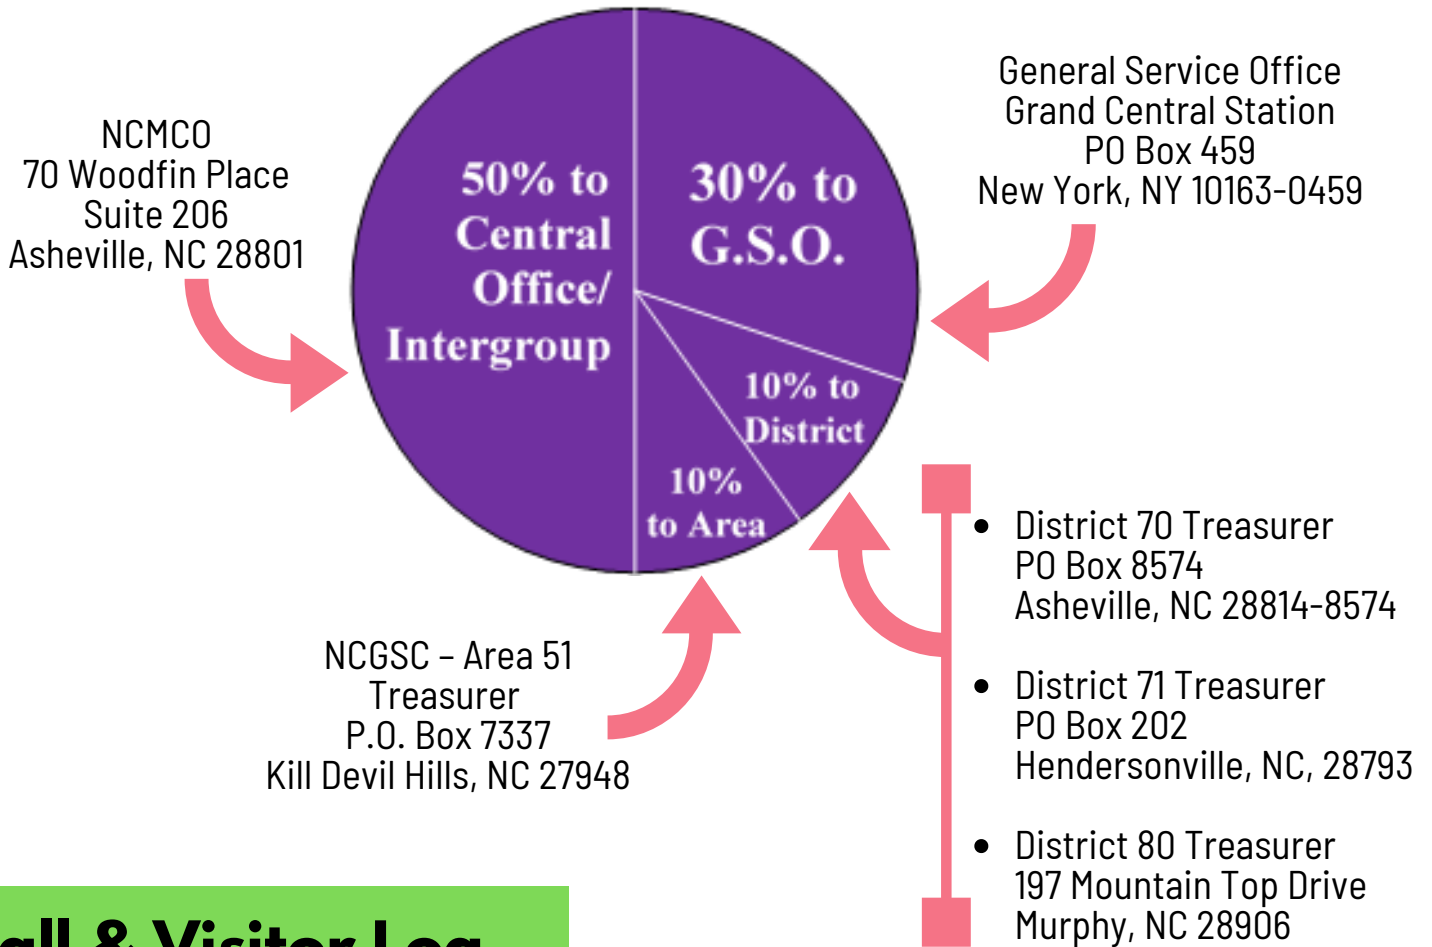 NCMCO
70 Woodfin Place
Suite 206
Asheville, NC 28801
50% to
Central
Office/
Intergroup
30% to
G.S.O.
10% to
District
10%
to Area
General Service Office
Grand Central Station
PO Box 459
New York, NY 10163-0459
NCGSC – Area 51
Treasurer
P.O. Box 7337
Kill Devil Hills, NC 27948
• District 70 Treasurer
PO Box 8574
Asheville, NC 28814-8574
• District 71 Treasurer
PO Box 202
Hendersonville, NC, 28793
• District 80 Treasurer
197 Mountain Top Drive
Murphy, NC 28906
& Visitor Log